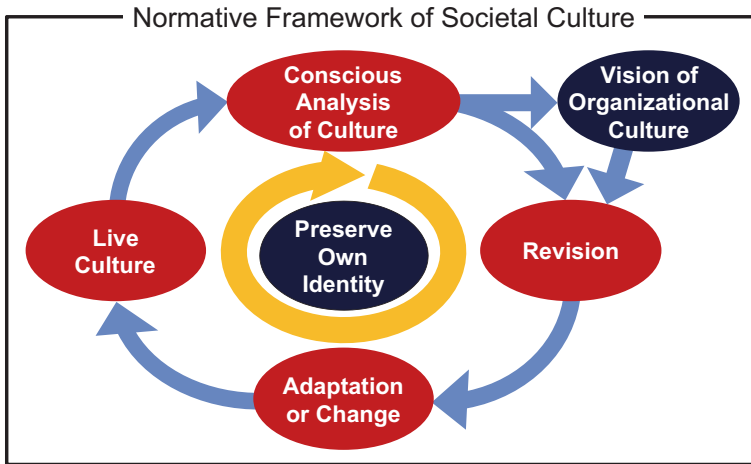 Normative Framework of Societal Culture
Conscious
Analysis
of Culture
Vision of
Organizational
Culture
Live
Culture
Preserve
Own
Identity
Revision
Adaptation
or Change